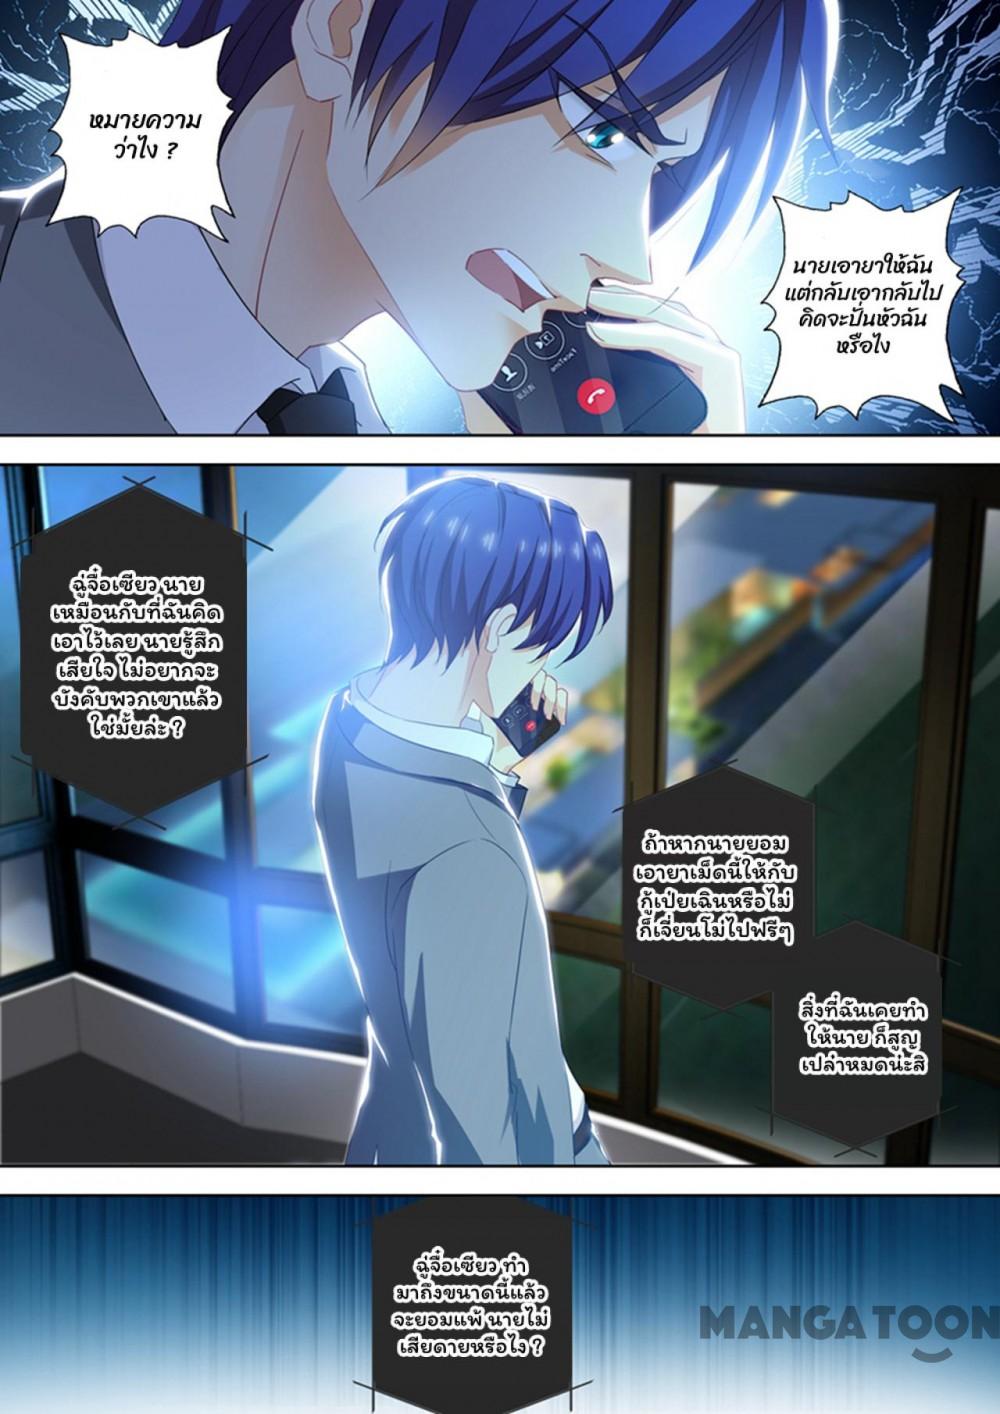 หมายความ
ว่าไง ?
นายเอายาให้ฉัน
แต่กลับเอากลับไป
คิดจะปั่นหัวฉัน
หรือไง
ฉู่จื่อเซียว นาย
เหมือนกับที่ฉันคิด
เอาไว้เลย นายรู้สึก
เสียใจ ไม่อยากจะ
บังคับพวกเขาแล้ว
ใช่มั้ยล่ะ ?
ถ้าหากนายยอม
เอายาเม็ดนี้ให้กับ
กู้เป่ยเฉินหรือไม่
ก็เจี่ยนโม่ไปฟรีๆ
สิ่งที่ฉันเคยทำ
ให้นาย ก็สูญ
เปล่าหมดน่ะสิ
ฉู่จื่อเซียว ทำ
มาถึงขนาดนี้แล้ว
จะยอมแพ้ นายไม่
เสียดายหรือไง ?
MANGATOON